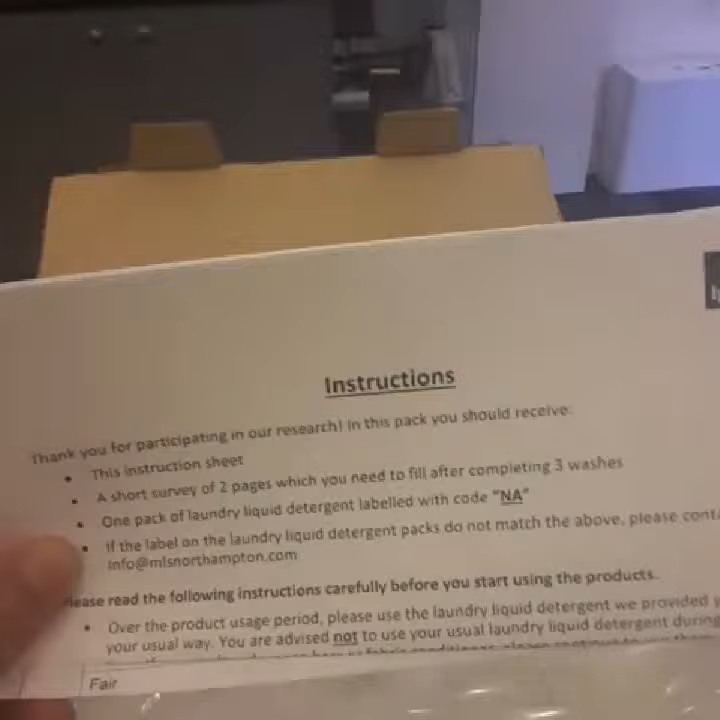 Instructions
Thank you for participating in our research! In this pack you should receive:
This instruction sheet
A short survey of 2 pages which you need to fill after completing 3 washes
One pack of laundry liquid detergent labelled with code "NA"
If the label on the laundry liquid detergent packs do not match the above, please
info@mlsnorthampton.com
Please read the following instructions carefully before you start using the products.
Over the product usage period, please use the laundry liquid detergent we provided
your usual way. You are advised not to use your usual laundry liquid detergent during
Fair